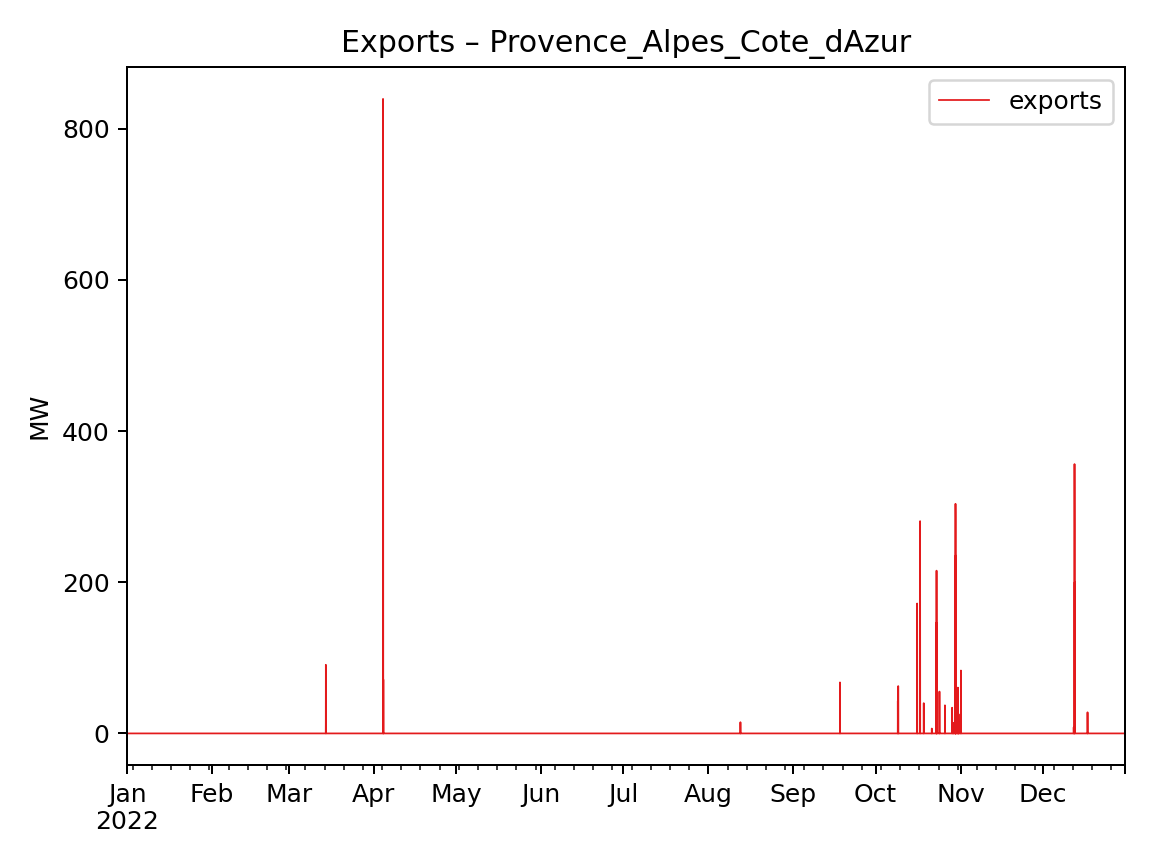 Exports – Provence_Alpes_Cote_dAzur
exports
MW
800
600
400
200
0
Jan Feb Mar Apr May Jun Jul Aug Sep Oct Nov Dec
2022